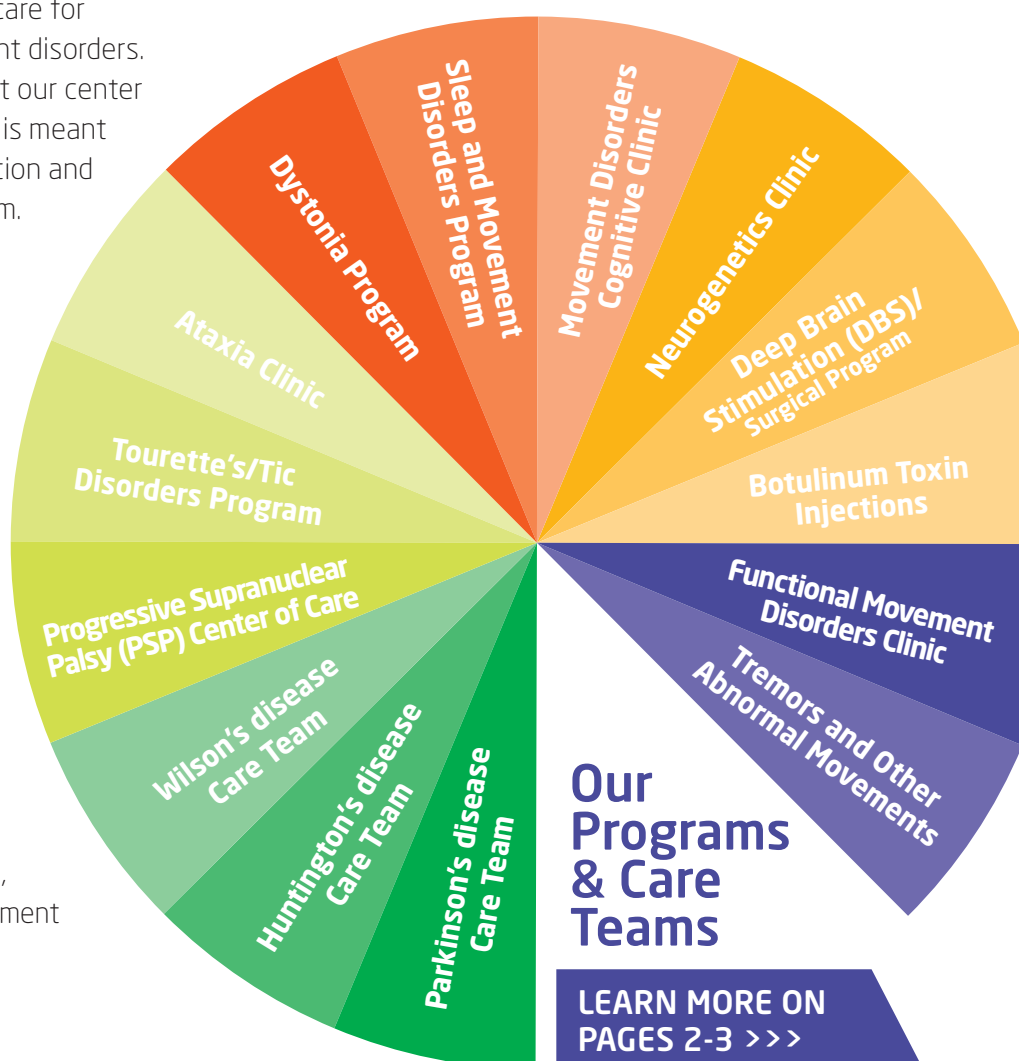 care for
nt disorders.
t our center
is meant
tion and
m.
Sleep and Movement
Disorders Program
Movement Disorders
Cognitive Clinic
Neurogenetics Clinic
Deep Brain
Stimulation (DBS)/
Surgical Program
Botulinum Toxin
Injections
Functional Movement
Disorders Clinic
Tremors and Other
Abnormal Movements
Dystonia Program
Ataxia Clinic
Tourette's/Tic
Disorders Program
Progressive Supranuclear
Palsy (PSP) Center of Care
Wilson's disease
Care Team
Huntington's disease
Care Team
Parkinson's disease
Care Team
,
ment
Our
Programs
& Care
Teams
LEARN MORE ON
PAGES 2-3 >>>